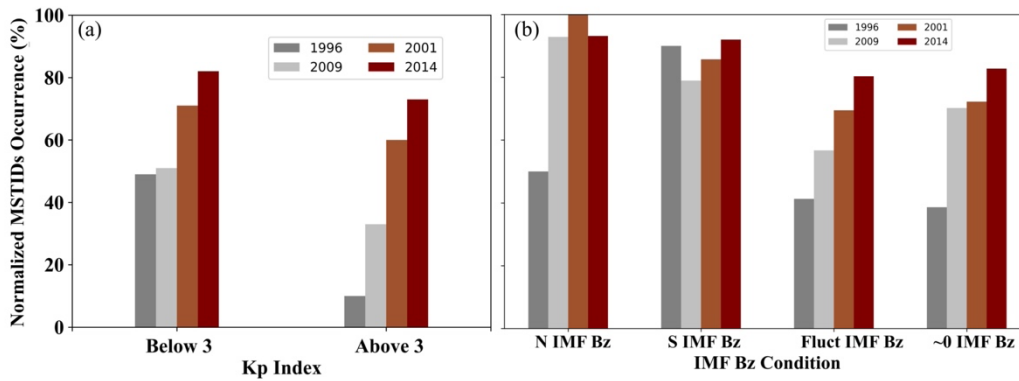 Normalized MSTIDs Occurrence (%)
100
80
60
40
20
0
(a)
1996 2001
2009 2014
Below 3 Above 3
Kp Index
(b)
1996 2001
2009 2014
N IMF Bz S IMF Bz Fluct IMF Bz ~0 IMF Bz
IMF Bz Condition